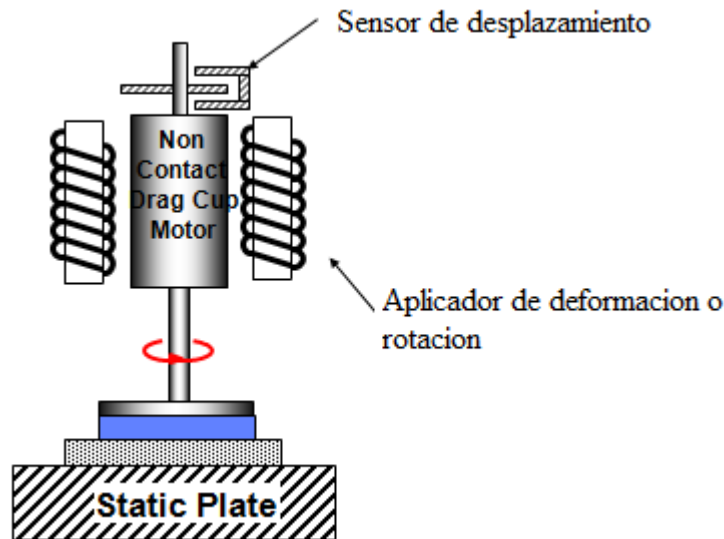 Sensor de desplazamiento
Non
Contact
Drag Cup
Motor
Aplicador de deformacion o
rotacion
Static Plate